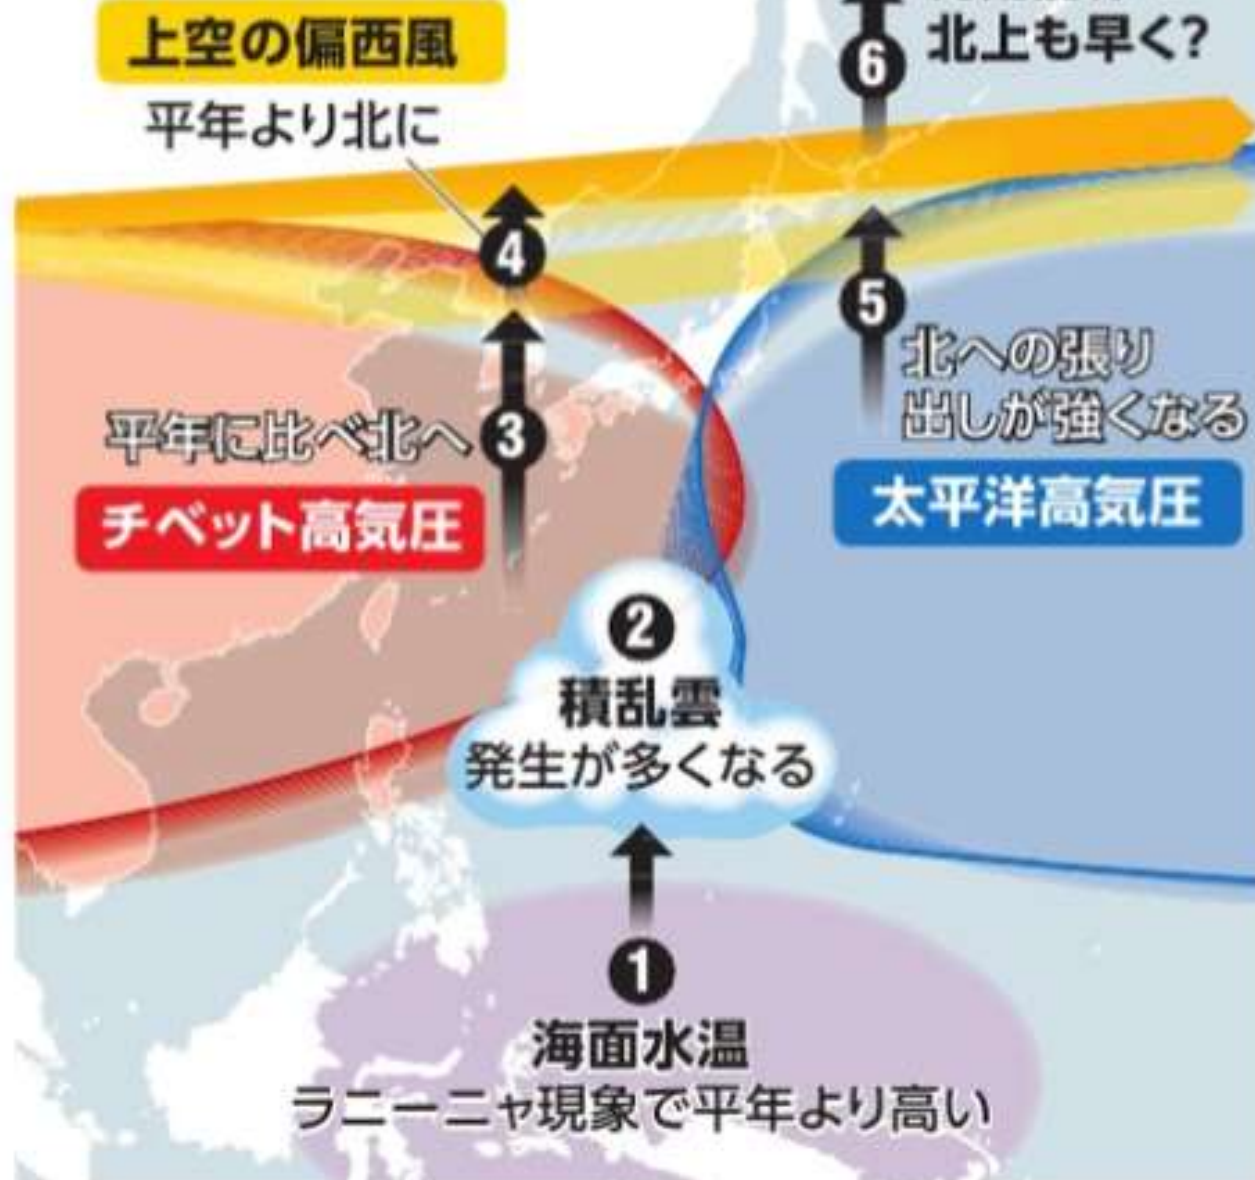 上空の偏西風
平年より北に
6
北上も早く?
4
5
北への張り
出しが強くなる
太平洋高気圧
3
平年に比べ北へ
チベット高気圧
2
積乱雲
発生が多くなる
1
海面水温
ラニーニャ現象で平年より高い